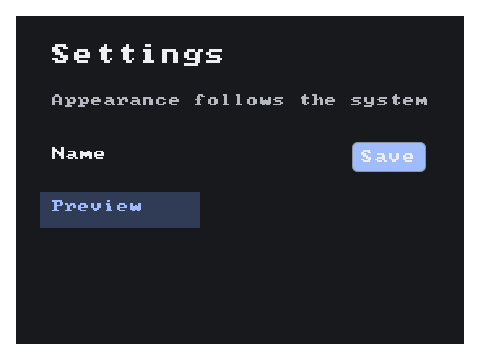 Settings
Appearance follows the system
Name
Save
Preview